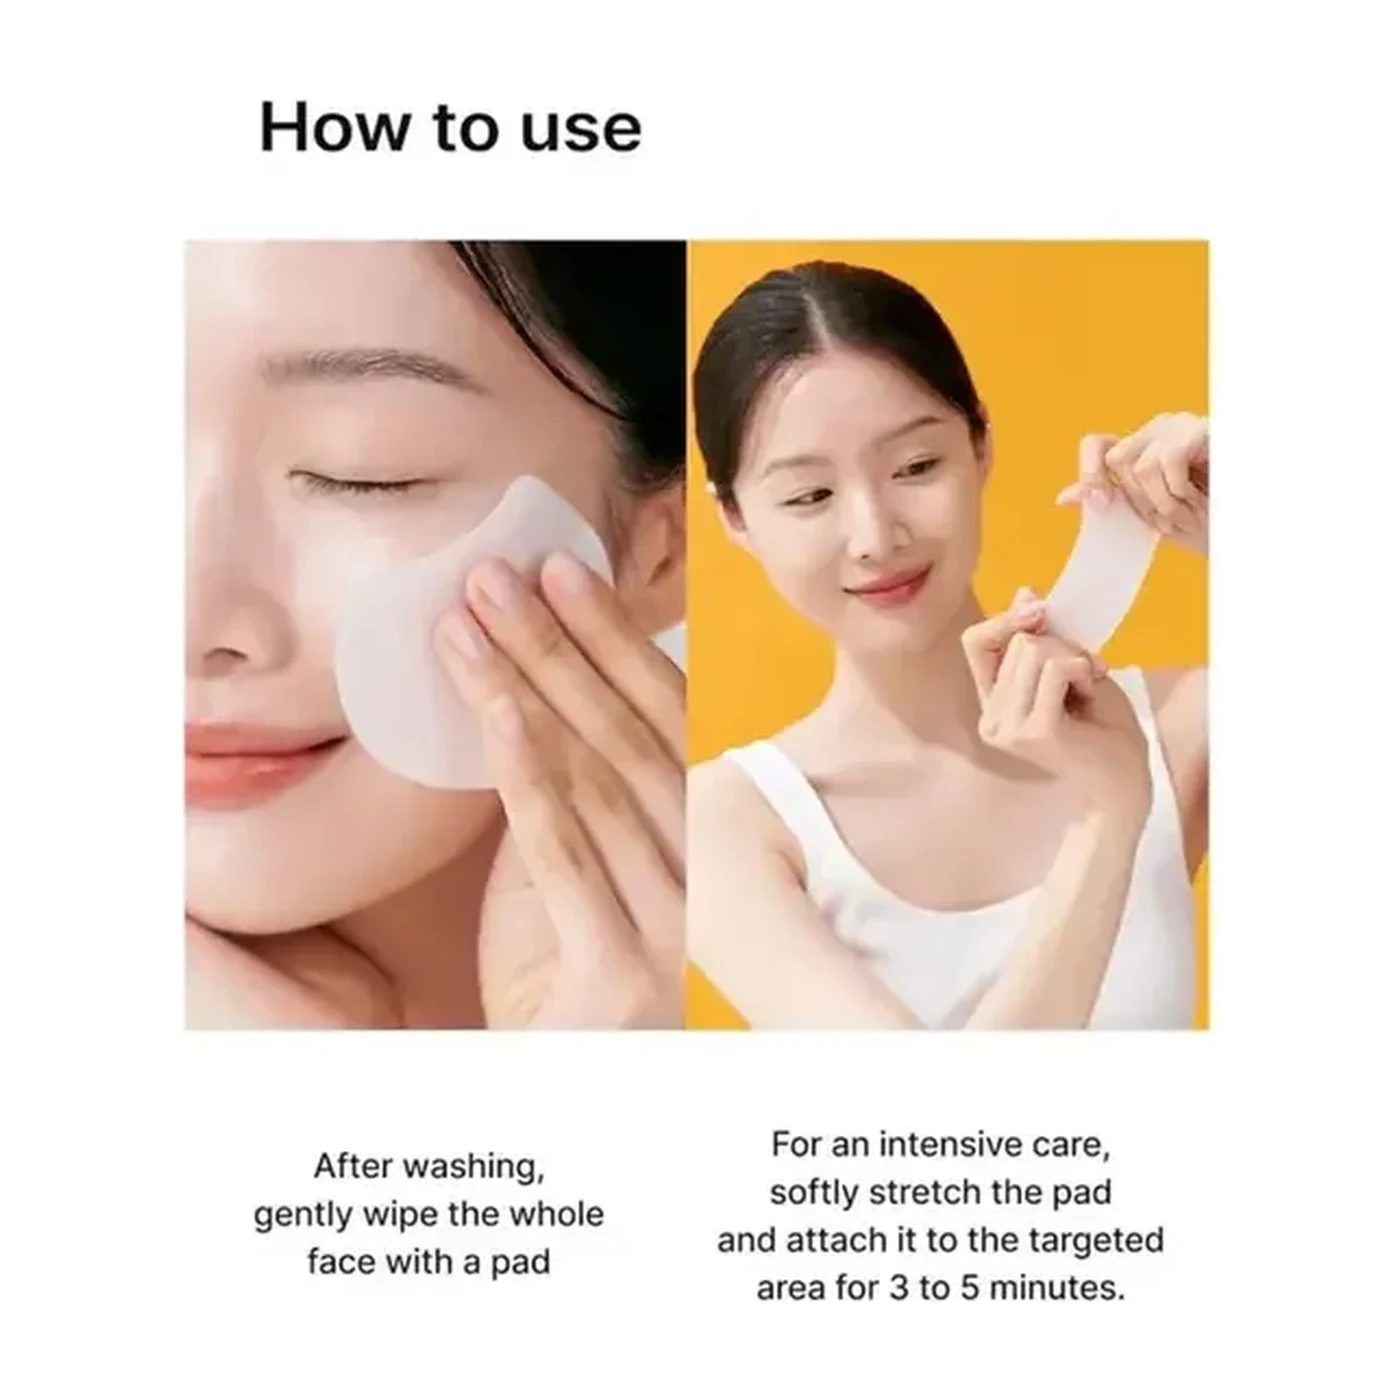 How to use
After washing,
gently wipe the whole
face with a pad
For an intensive care,
softly stretch the pad
and attach it to the targeted
area for 3 to 5 minutes.